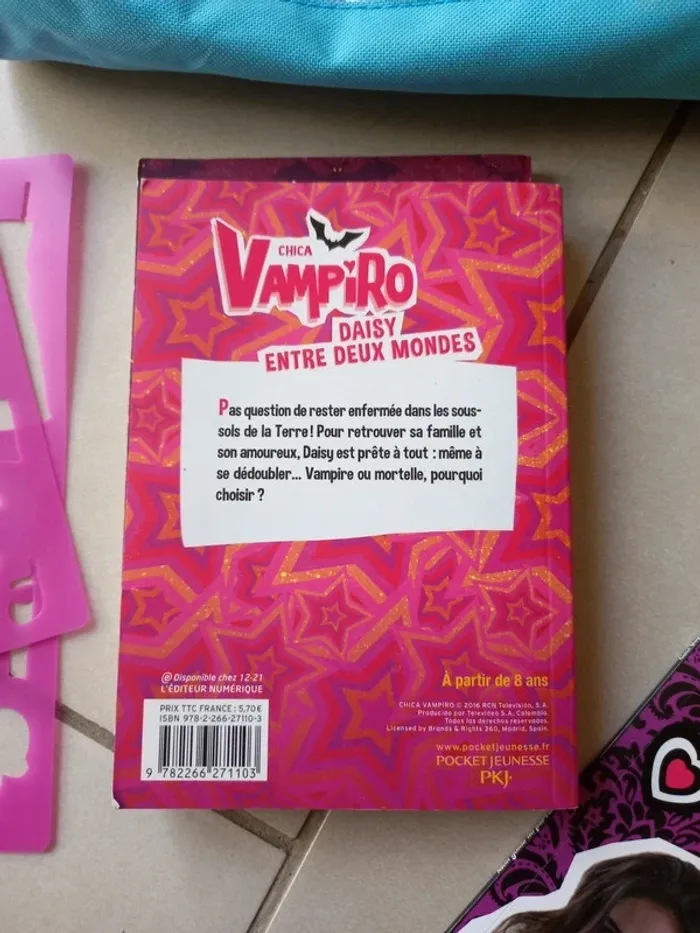 CHICA
VAMPIRO
DAISY
ENTRE DEUX MONDES
Pas question de rester enfermée dans les sous-
sols de la Terre ! Pour retrouver sa famille et
son amoureux, Daisy est prête à tout : même à
se dédoubler... Vampire ou mortelle, pourquoi
choisir ?
@ Disponible chez 12-21
L'ÉDITEUR NUMÉRIQUE
À partir de 8 ans
PRIX TTC FRANCE : 5,70 €
ISBN 978-2-266-27110-3
9 782266 271103
CHICA VAMPIRO © 2016 RCN Televisión, S.A.
Producido por Televideo S.A. Colombia.
Todos los derechos reservados.
Licensed by Brands & Rights 360, Madrid, Spain.
www.pocketjeunesse.fr
POCKET JEUNESSE
PKJ·